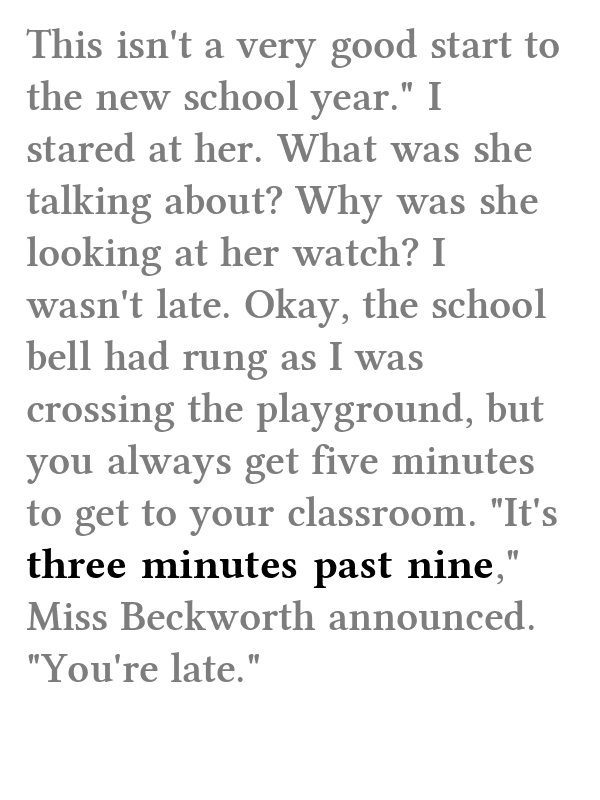 This isn't a very good start to
the new school year." I
stared at her. What was she
talking about? Why was she
looking at her watch? I
wasn't late. Okay, the school
bell had rung as I was
crossing the playground, but
you always get five minutes
to get to your classroom. "It's
three minutes past nine,"
Miss Beckworth announced.
"You're late."